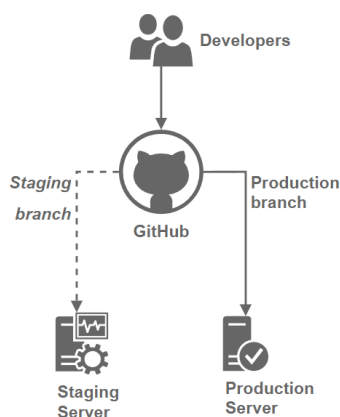 Developers
Staging
branch
Production
branch
GitHub
Staging
Server
Production
Server